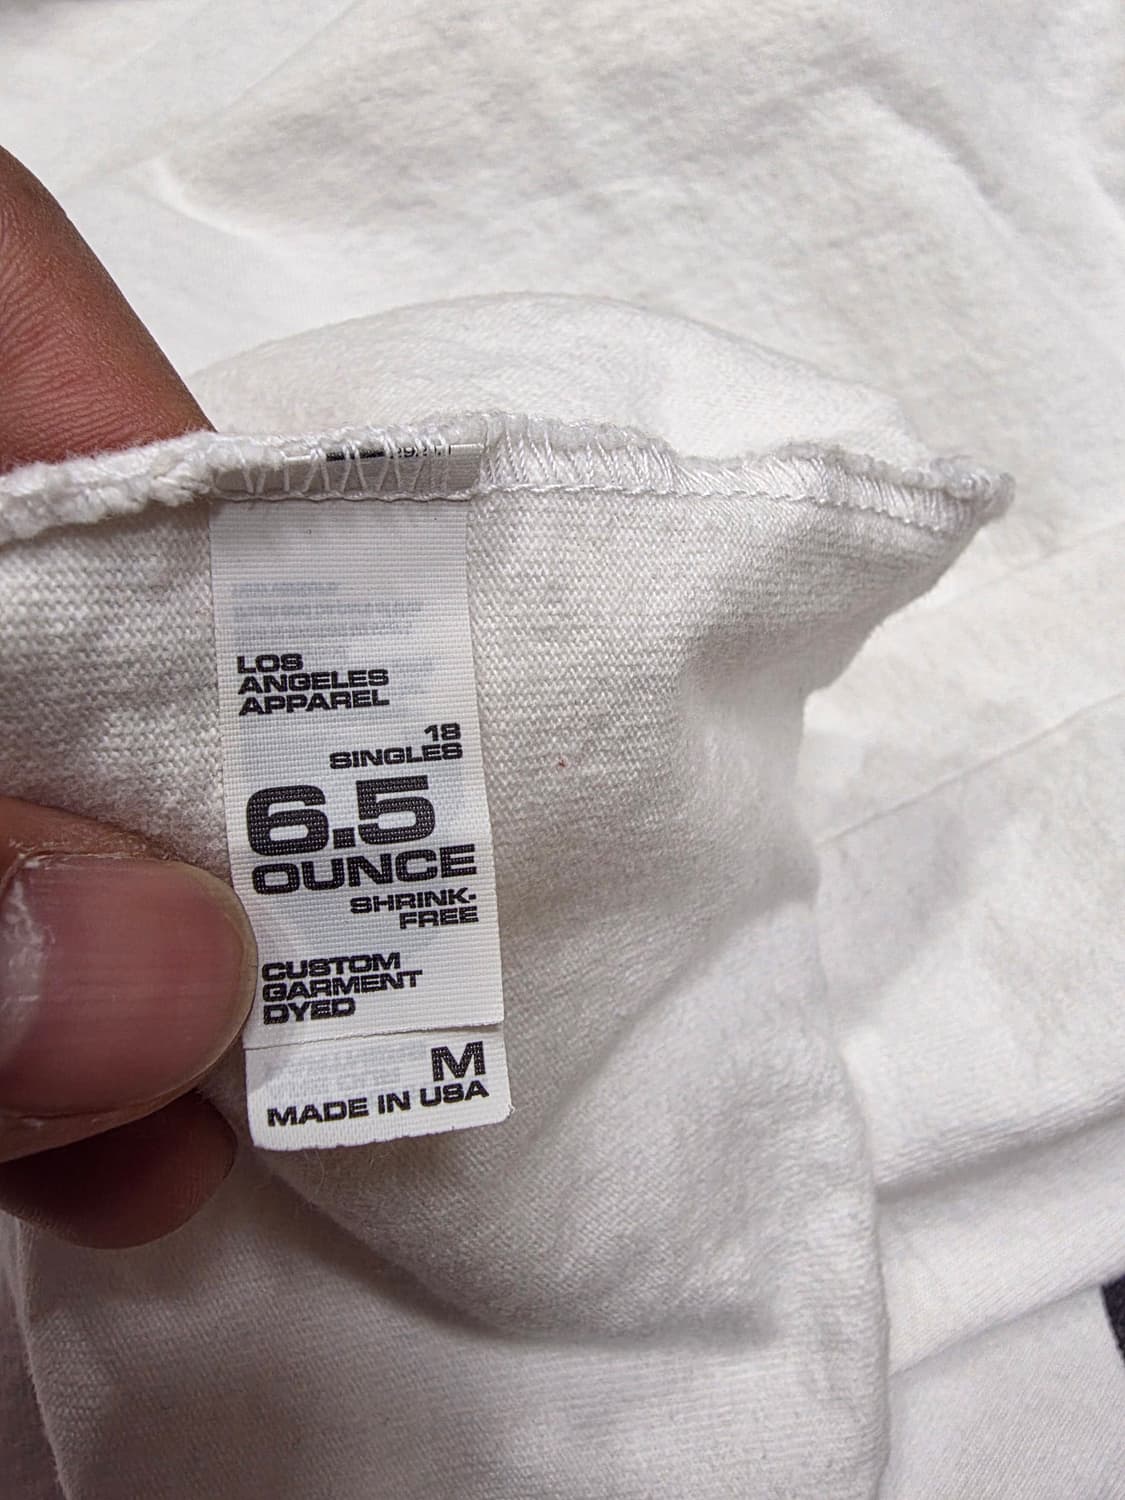 LOS
ANGELES
APPAREL
18
SINGLES
6.5
OUNCE
SHRINK-
FREE
CUSTOM
GARMENT
DYED
M
MADE IN USA